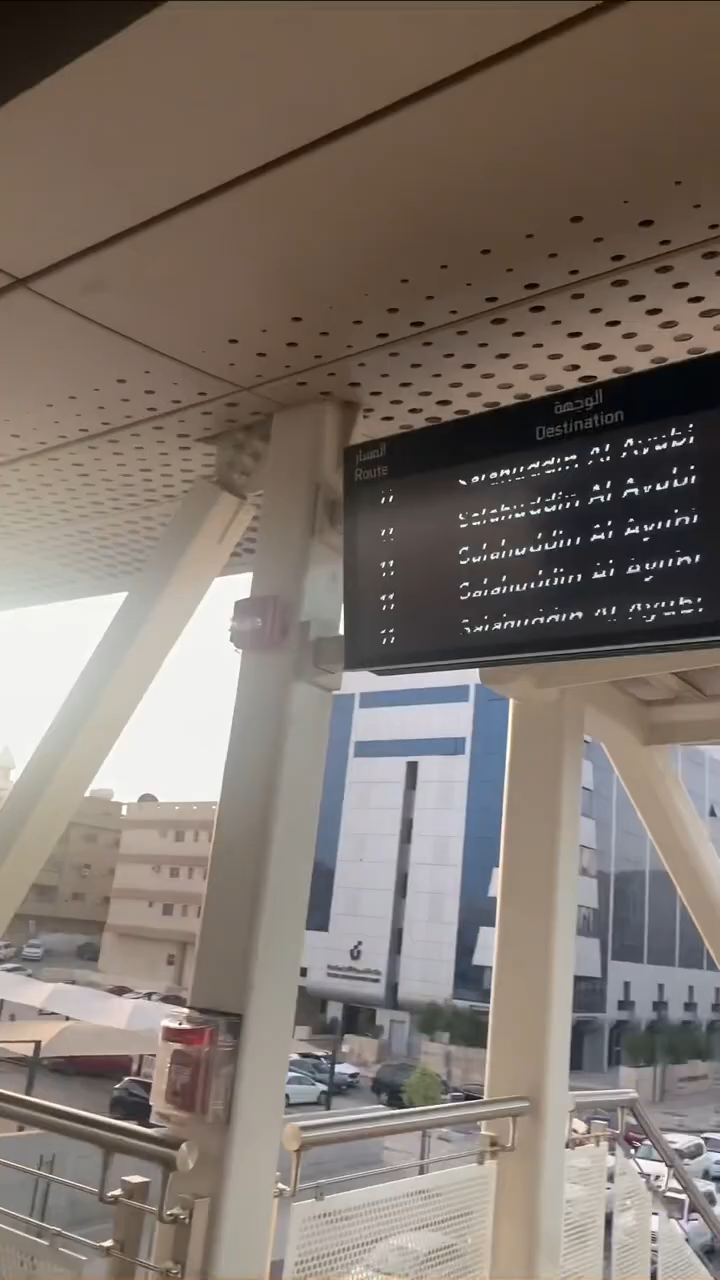 المسار
الوجهة
Route
Destination
11
Salahuddin Al Ayubi
11
Salahuddin Al Ayubi
11
Salahuddin Al Ayubi
11
Salahuddin Al Ayubi
11
Salahuddin Al Ayubi